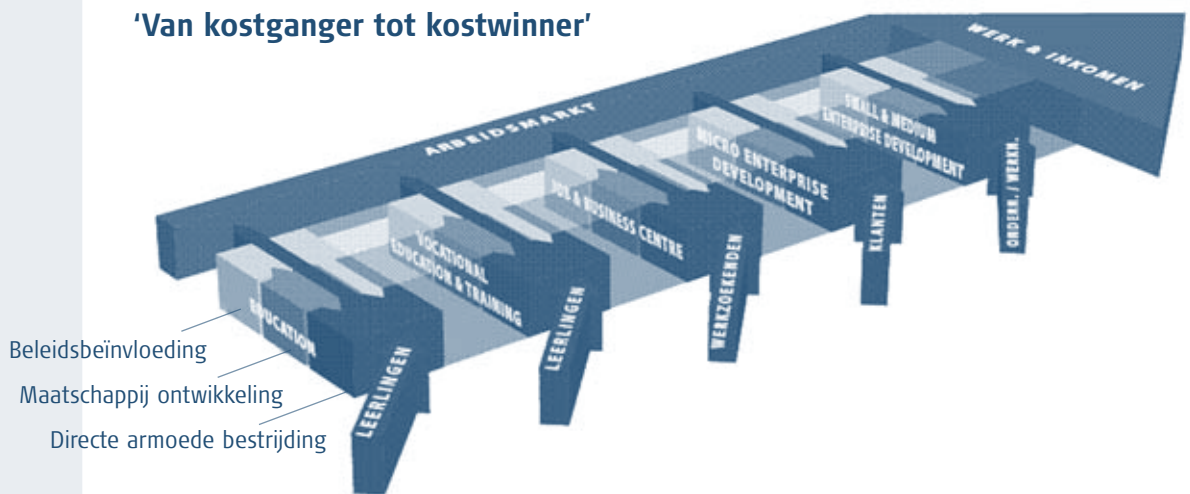 ‘Van kostganger tot kostwinner’
WERK & INKOMEN
ARBEIDSMARKT
SMALL & MEDIUM
ENTERPRISE DEVELOPMENT
MICRO ENTERPRISE
DEVELOPMENT
JOB & BUSINESS CENTRE
VOCATIONAL
EDUCATION & TRAINING
EDUCATION
ONDERN. / WERKN.
KLANTEN
WERKZOEKENDEN
LEERLINGEN
LEERLINGEN
Beleidsbeïnvloeding
Maatschappij ontwikkeling
Directe armoede bestrijding